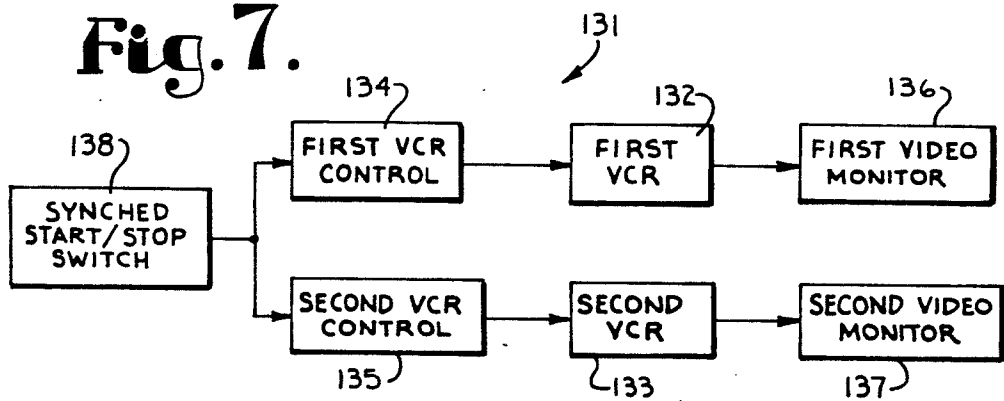 Fig. 7.
131
134
132
136
138
FIRST VCR
CONTROL
FIRST
VCR
FIRST VIDEO
MONITOR
SYNCHED
START/STOP
SWITCH
SECOND VCR
CONTROL
SECOND
VCR
SECOND VIDEO
MONITOR
135
133
137